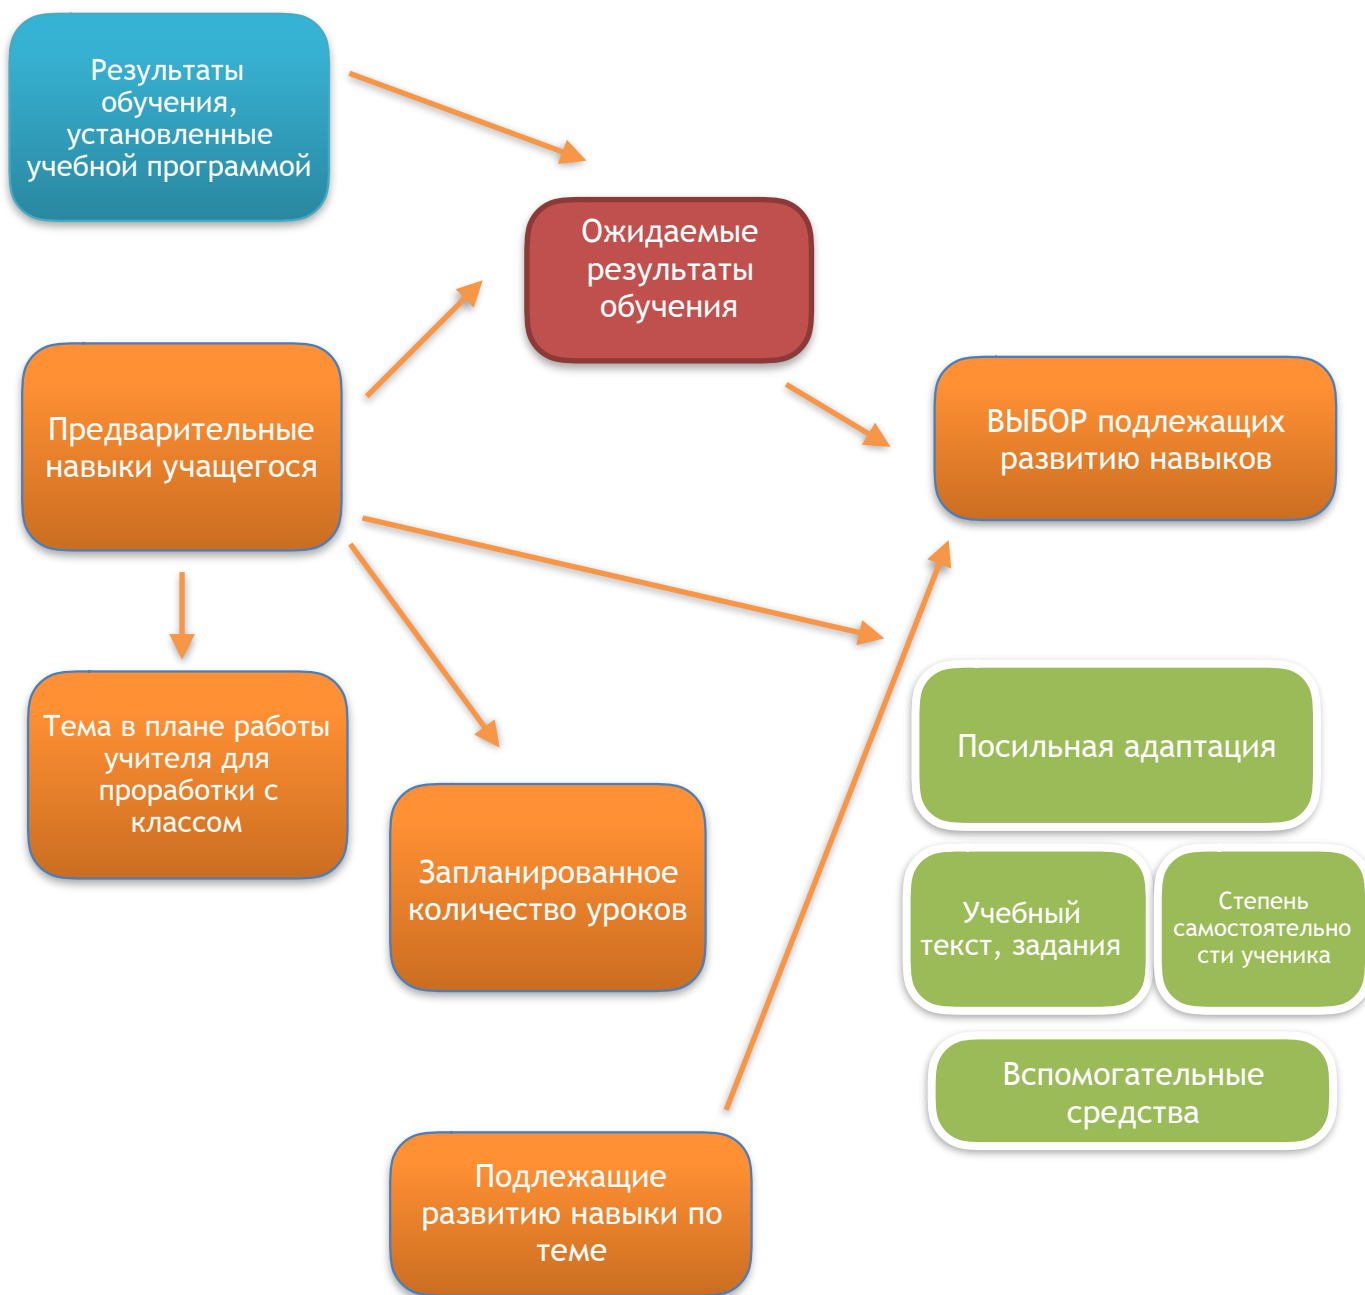 Результаты
обучения,
установленные
учебной программой
Ожидаемые
результаты
обучения
Предварительные
навыки учащегося
ВЫБОР подлежащих
развитию навыков
Тема в плане работы
учителя для
проработки с
классом
Посильная адаптация
Запланированное
количество уроков
Учебный
текст, задания
Степень
самостоятельно
сти ученика
Вспомогательные
средства
Подлежащие
развитию навыки по
теме